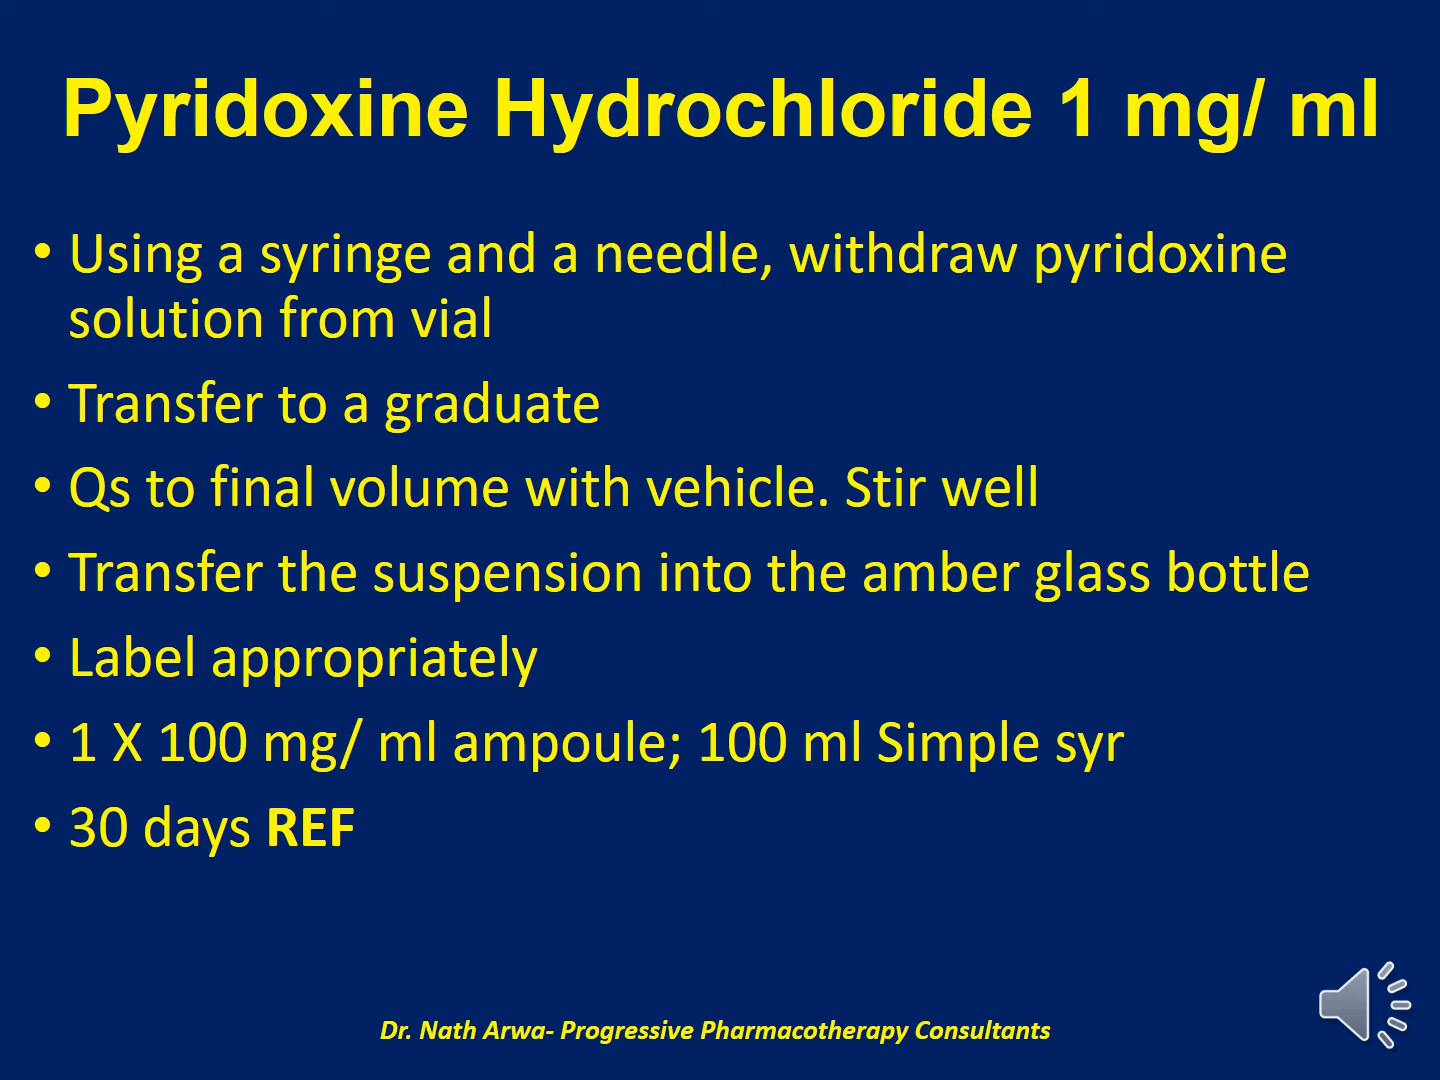 Pyridoxine Hydrochloride 1 mg/ ml
• Using a syringe and a needle, withdraw pyridoxine
solution from vial
• Transfer to a graduate
• Qs to final volume with vehicle. Stir well
• Transfer the suspension into the amber glass bottle
• Label appropriately
• 1 X 100 mg/ ml ampoule; 100 ml Simple syr
• 30 days REF
Dr. Nath Arwa- Progressive Pharmacotherapy Consultants